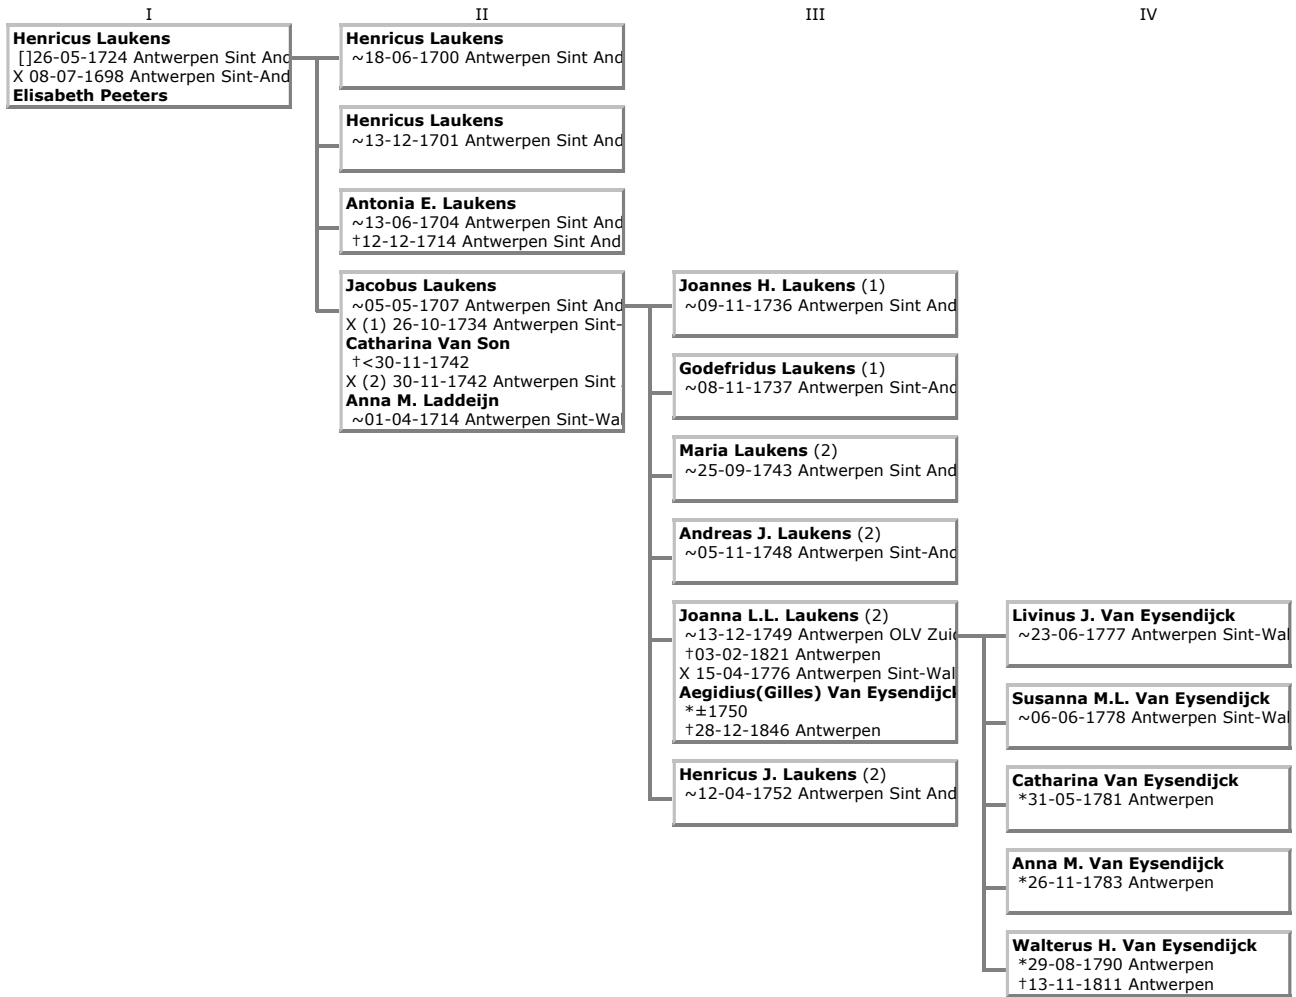 I
II
III
IV
Henricus Laukens
[]26-05-1724 Antwerpen Sint And
X 08-07-1698 Antwerpen Sint-And
Elisabeth Peeters
Henricus Laukens
~18-06-1700 Antwerpen Sint And
Henricus Laukens
~13-12-1701 Antwerpen Sint And
Antonia E. Laukens
~13-06-1704 Antwerpen Sint And
†12-12-1714 Antwerpen Sint And
Jacobus Laukens
~05-05-1707 Antwerpen Sint And
X (1) 26-10-1734 Antwerpen Sint-
Catharina Van Son
†<30-11-1742
X (2) 30-11-1742 Antwerpen Sint
Anna M. Laddeijn
~01-04-1714 Antwerpen Sint-Wal
Joannes H. Laukens (1)
~09-11-1736 Antwerpen Sint And
Godefridus Laukens (1)
~08-11-1737 Antwerpen Sint-And
Maria Laukens (2)
~25-09-1743 Antwerpen Sint And
Andreas J. Laukens (2)
~05-11-1748 Antwerpen Sint-And
Joanna L.L. Laukens (2)
~13-12-1749 Antwerpen OLV Zuid
†03-02-1821 Antwerpen
X 15-04-1776 Antwerpen Sint-Wal
Aegidius(Gilles) Van Eysendijck
*±1750
†28-12-1846 Antwerpen
Henricus J. Laukens (2)
~12-04-1752 Antwerpen Sint And
Livinus J. Van Eysendijck
~23-06-1777 Antwerpen Sint-Wal
Susanna M.L. Van Eysendijck
~06-06-1778 Antwerpen Sint-Wal
Catharina Van Eysendijck
*31-05-1781 Antwerpen
Anna M. Van Eysendijck
*26-11-1783 Antwerpen
Walterus H. Van Eysendijck
*29-08-1790 Antwerpen
†13-11-1811 Antwerpen